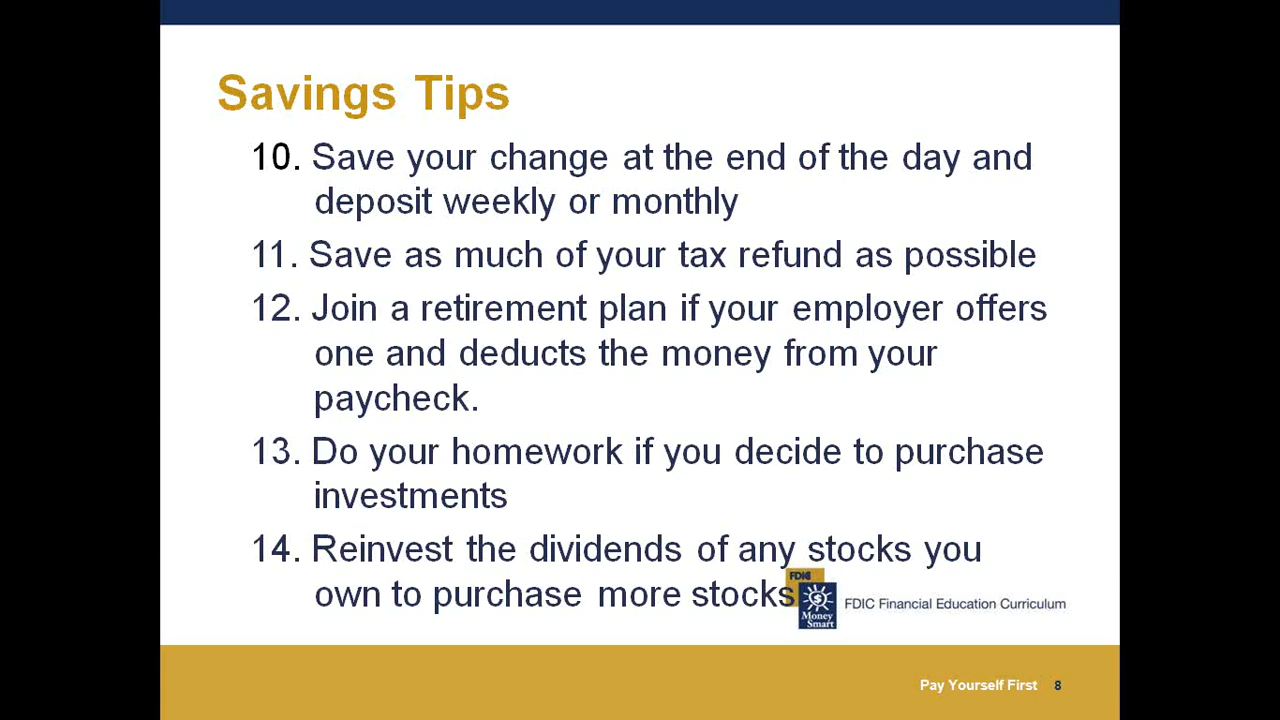 Savings Tips
10. Save your change at the end of the day and
deposit weekly or monthly
11. Save as much of your tax refund as possible
12. Join a retirement plan if your employer offers
one and deducts the money from your
paycheck.
13. Do your homework if you decide to purchase
investments
14. Reinvest the dividends of any stocks you
own to purchase more stocks
FDIC
Money
Smart
FDIC Financial Education Curriculum
Pay Yourself First 8